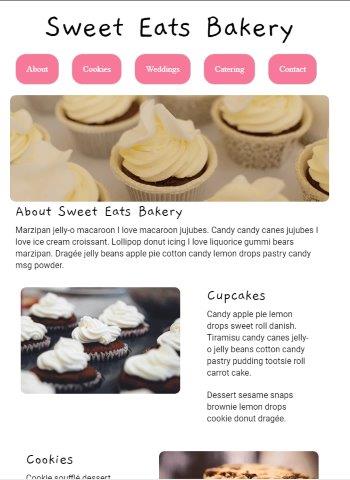 Sweet Eats Bakery
About
Cookies
Weddings
Catering
Contact
About Sweet Eats Bakery
Marzipan jelly-o macaroon I love macaroon jujubes. Candy candy canes jujubes I
love ice cream croissant. Lollipop donut icing I love liquorice gummi bears
marzipan. Dragée jelly beans apple pie cotton candy lemon drops pastry candy
msg powder.
Cupcakes
Candy apple pie lemon
drops sweet roll danish.
Tiramisu candy canes jelly-
o jelly beans cotton candy
pastry pudding tootsie roll
carrot cake.
Dessert sesame snaps
brownie lemon drops
cookie donut dragée.
Cookies
Cookie soufflé dessert